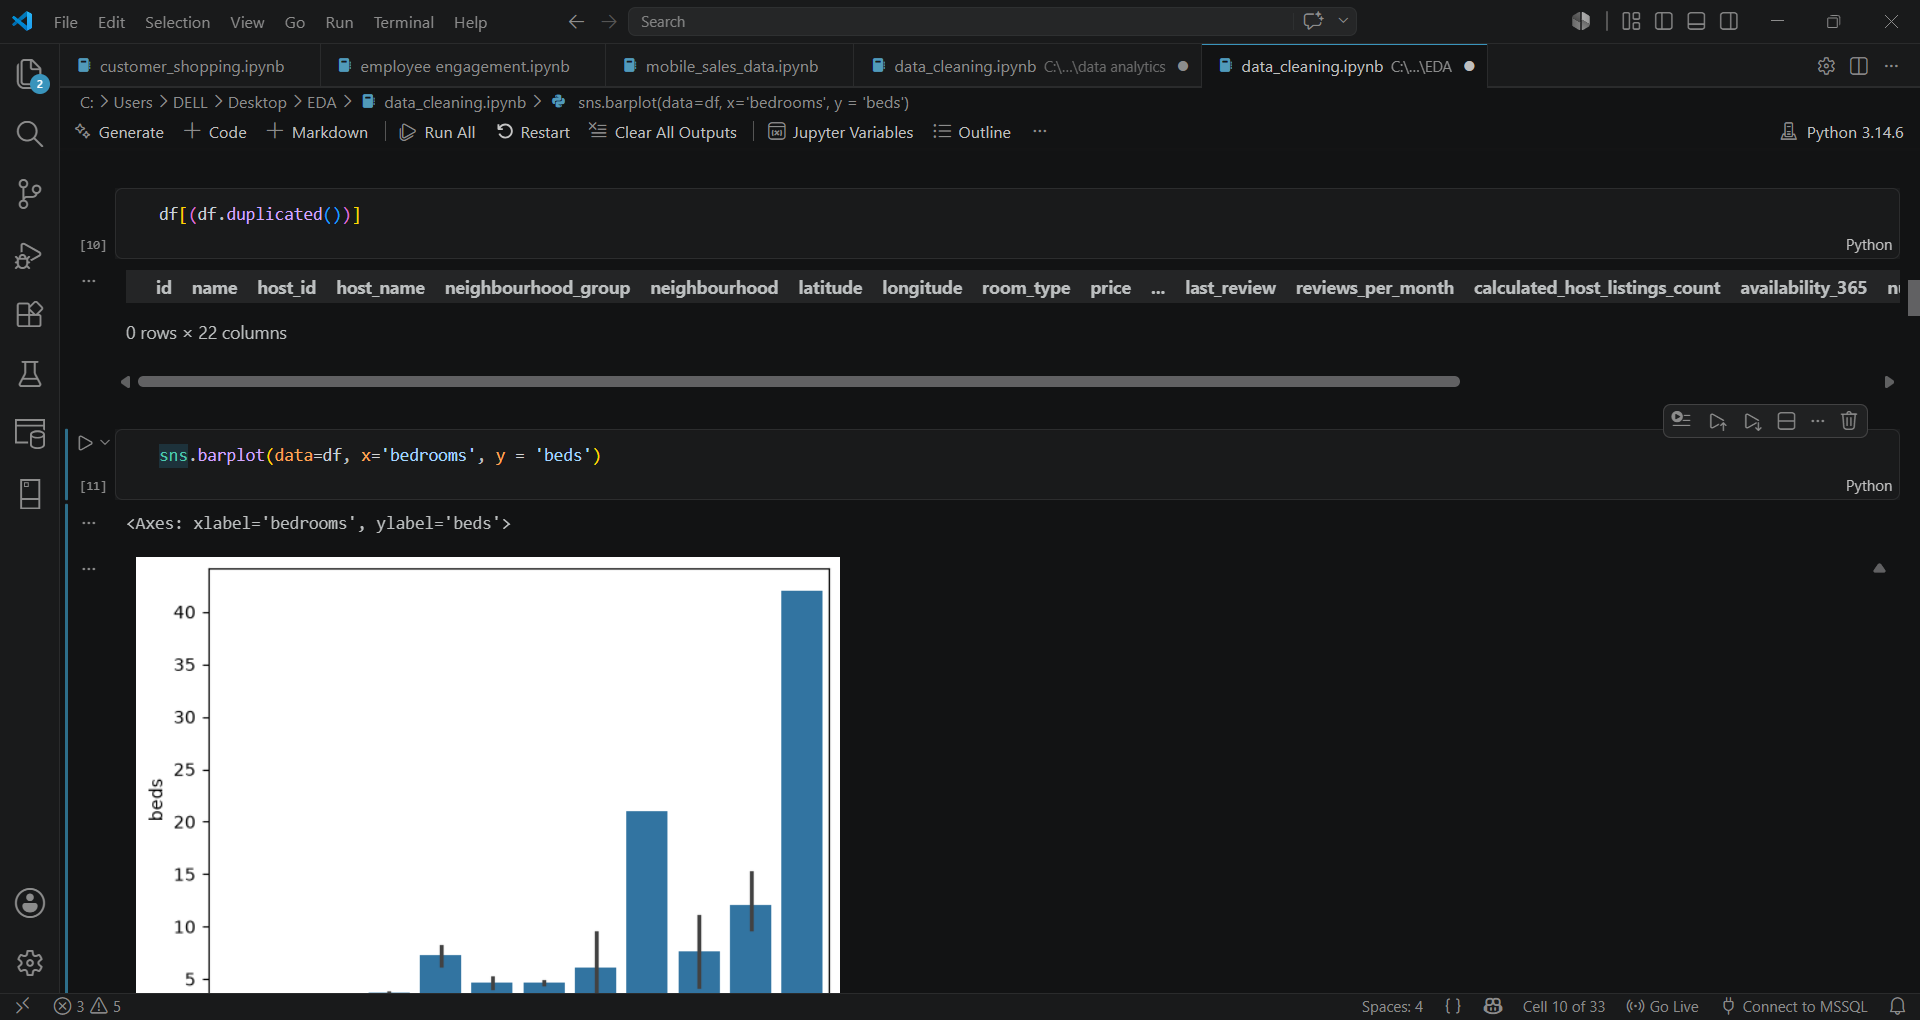 File Edit Selection View Go Run Terminal Help
Search
customer_shopping.ipynb employee engagement.ipynb mobile_sales_data.ipynb data_cleaning.ipynb C:\...\data analytics data_cleaning.ipynb C:\...\EDA
2
C: > Users > DELL > Desktop > EDA > data_cleaning.ipynb > sns.barplot(data=df, x='bedrooms', y = 'beds')
Generate + Code + Markdown Run All Restart Clear All Outputs Jupyter Variables Outline ... Python 3.14.6
df[(df.duplicated())]
[10] Python
id name host_id host_name neighbourhood_group neighbourhood latitude longitude room_type price ... last_review reviews_per_month calculated_host_listings_count availability_365
0 rows × 22 columns
sns.barplot(data=df, x='bedrooms', y = 'beds')
[11] Python
<Axes: xlabel='bedrooms', ylabel='beds'>
40
35
30
25
beds
20
15
10
5
3 5 Spaces: 4 {} Cell 10 of 33 Go Live Connect to MSSQL